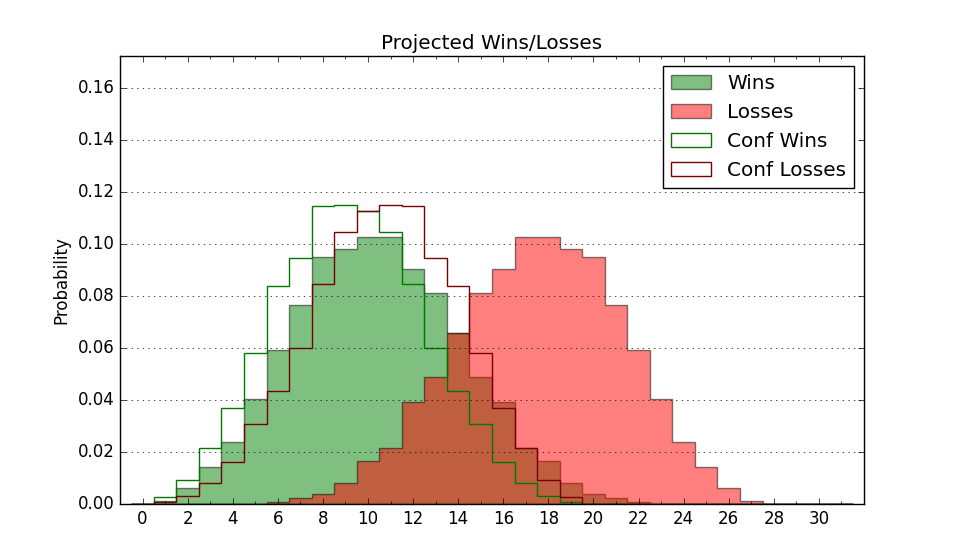 Projected Wins/Losses
Probability
0.16
0.14
0.12
0.10
0.08
0.06
0.04
0.02
0.00
0 2 4 6 8 10 12 14 16 18 20 22 24 26 28 30
Wins
Losses
Conf Wins
Conf Losses